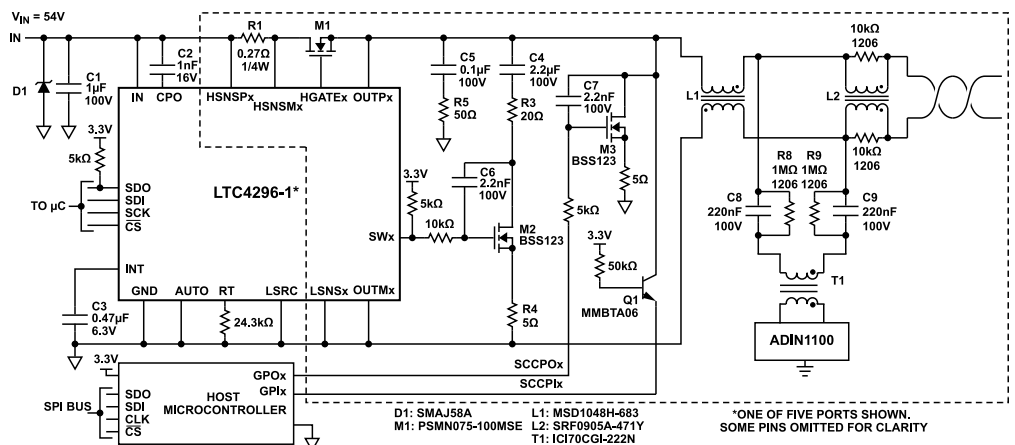 VIN = 54V
IN
D1
C1
1µF
100V
C2
1nF
16V
R1
0.27Ω
1/4W
M1
IN
CPO
HSNSPx
HSNSMx
HGATEx
OUTPx
C5
0.1µF
100V
R5
50Ω
C4
2.2µF
100V
R3
20Ω
C7
2.2nF
100V
M3
BSS123
5Ω
L1
10kΩ
1206
L2
10kΩ
1206
R8
1MΩ
1206
R9
1MΩ
1206
C8
220nF
100V
C9
220nF
100V
T1
ADIN1100
3.3V
5kΩ
TO µC
SDO
SDI
SCK
CS
LTC4296-1*
3.3V
5kΩ
SWx
10kΩ
C6
2.2nF
100V
M2
BSS123
5kΩ
3.3V
50kΩ
Q1
MMBTA06
R4
5Ω
INT
C3
0.47µF
6.3V
GND
AUTO
RT
LSRC
LSNSx
OUTMx
24.3kΩ
3.3V
SPI BUS
SDO
SDI
CLK
CS
HOST
MICROCONTROLLER
GPOx
GPIx
SCCPOx
SCCPIx
D1: SMAJ58A
M1: PSMN075-100MSE
L1: MSD1048H-683
L2: SRF0905A-471Y
T1: ICI70CGI-222N
*ONE OF FIVE PORTS SHOWN.
SOME PINS OMITTED FOR CLARITY